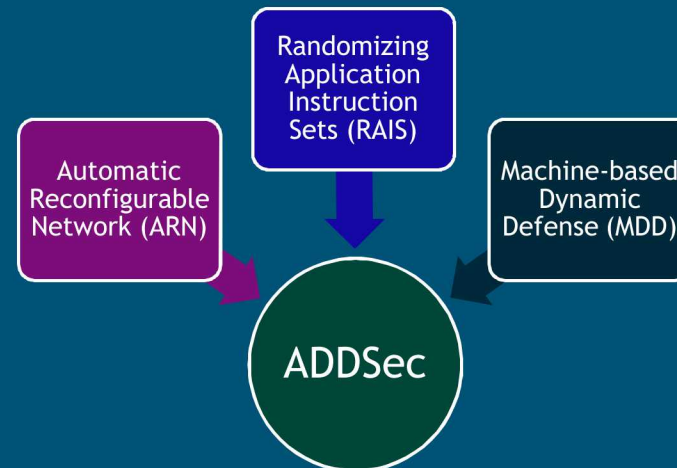 Randomizing
Application
Instruction
Sets (RAIS)
Automatic
Reconfigurable
Network (ARN)
Machine-based
Dynamic
Defense (MDD)
ADDSec